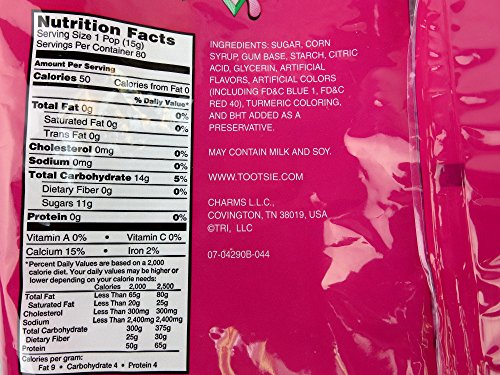 Nutrition Facts
Serving Size 1 Pop (15g)
Servings Per Container 80
Amount Per Serving
Calories 50 Calories from Fat 0
% Daily Value*
Total Fat 0g 0%
Saturated Fat 0g 0%
Trans Fat 0g
Cholesterol 0mg 0%
Sodium 0mg 0%
Total Carbohydrate 14g 5%
Dietary Fiber 0g 0%
Sugars 11g
Protein 0g 0%
Vitamin A 0% • Vitamin C 0%
Calcium 15% • Iron 2%
*Percent Daily Values are based on a 2,000
calorie diet. Your daily values may be higher or
lower depending on your calorie needs:
Calories 2,000 2,500
Total Fat Less Than 65g 80g
Saturated Fat Less Than 20g 25g
Cholesterol Less Than 300mg 300mg
Sodium Less Than 2,400mg 2,400mg
Total Carbohydrate 300g 375g
Dietary Fiber 25g 30g
Protein 50g 65g
Calories per gram:
Fat 9 • Carbohydrate 4 • Protein 4
INGREDIENTS: SUGAR, CORN
SYRUP, GUM BASE, STARCH, CITRIC
ACID, GLYCERIN, ARTIFICIAL
FLAVORS, ARTIFICIAL COLORS
(INCLUDING FD&C BLUE 1, FD&C
RED 40), TURMERIC COLORING,
AND BHT ADDED AS A
PRESERVATIVE.
MAY CONTAIN MILK AND SOY.
WWW.TOOTSIE.COM
CHARMS L.L.C.,
COVINGTON, TN 38019, USA
©TRI, LLC
07-04290B-044